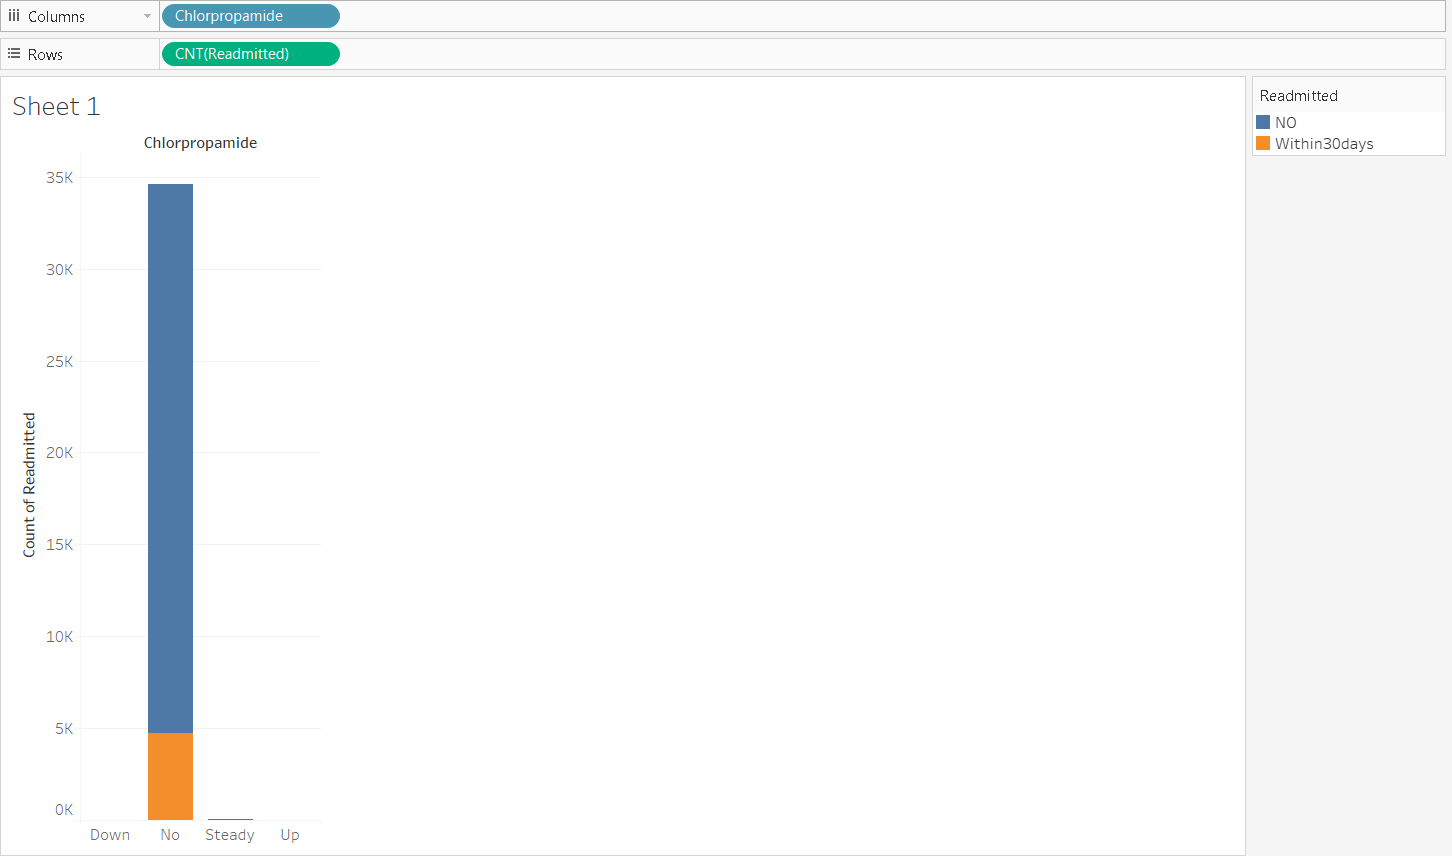 Columns
Chlorpropamide
Rows
CNT(Readmitted)
Sheet 1
Chlorpropamide
35K
30K
25K
20K
15K
10K
5K
0K
Count of Readmitted
Down No Steady Up
Readmitted
NO
Within30days